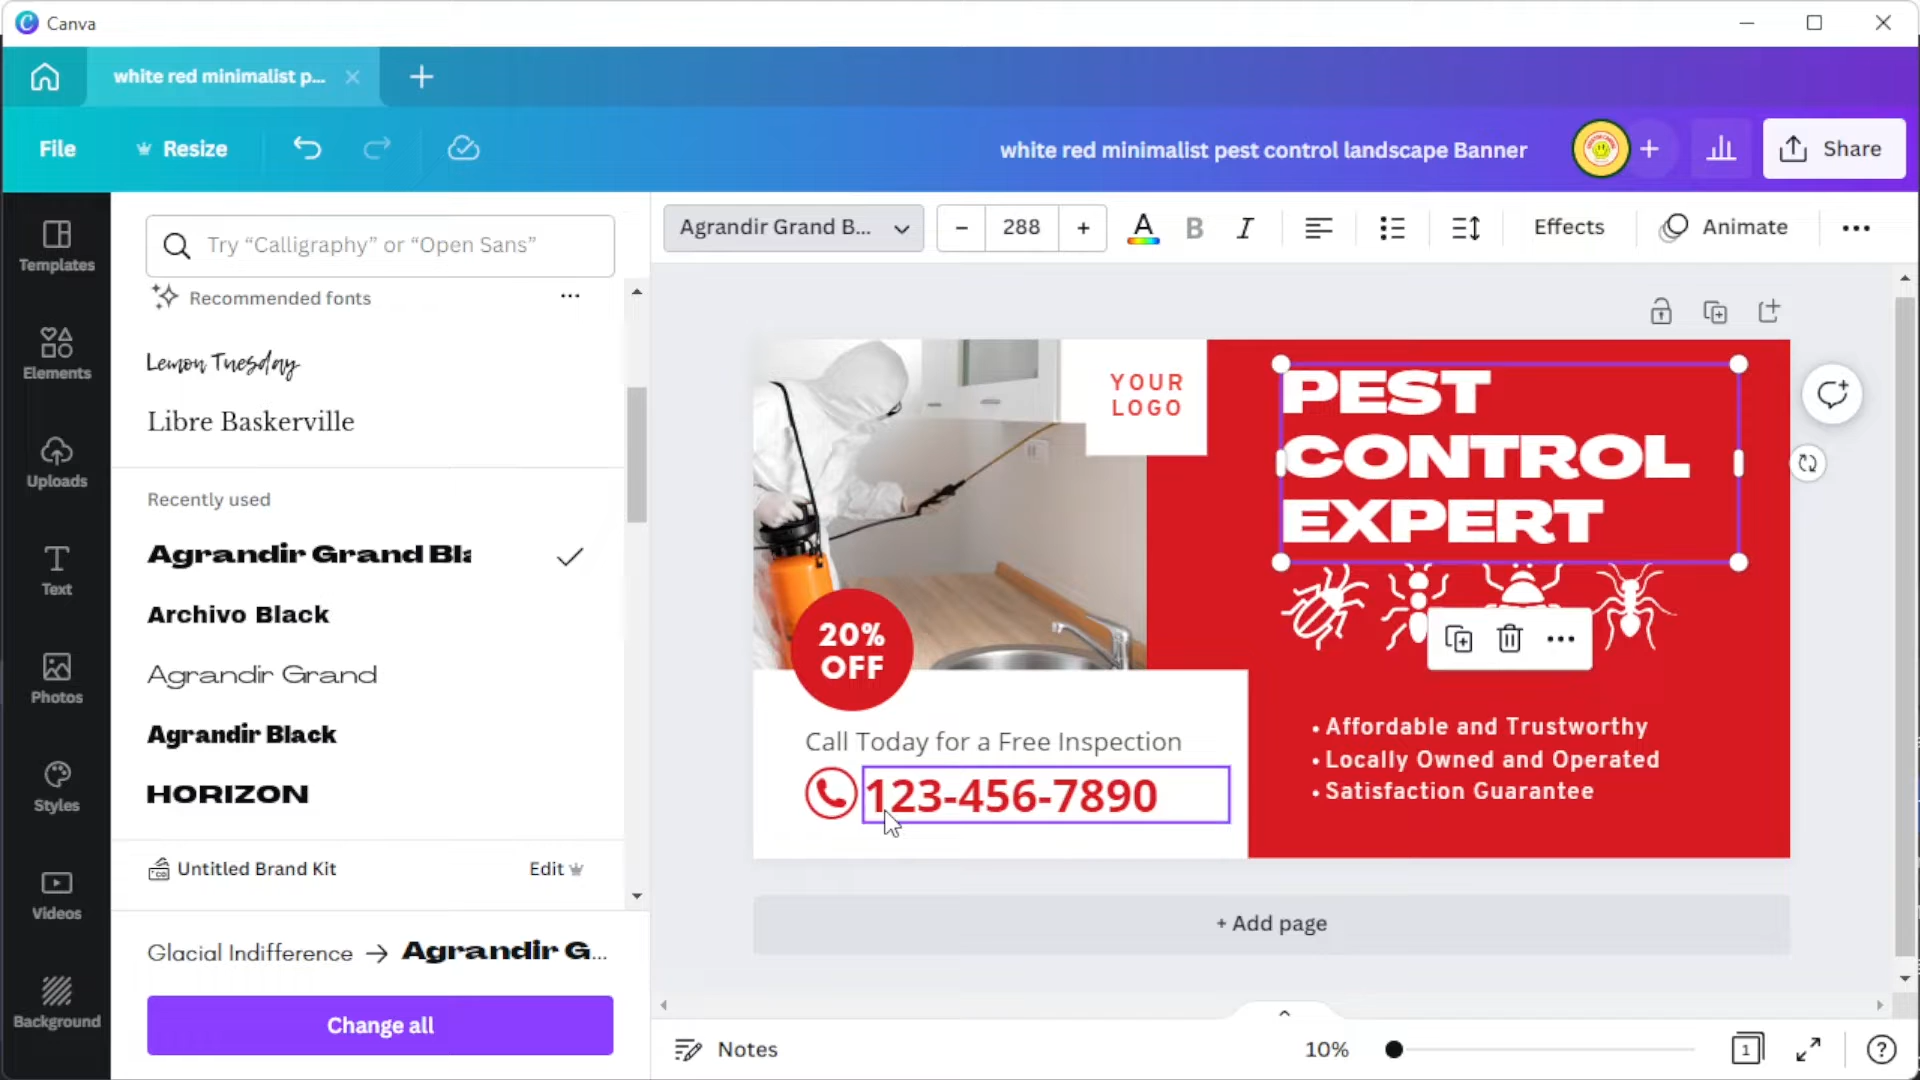 Canva
white red minimalist p...
File
Resize
white red minimalist pest control landscape Banner
Share
Templates
Elements
Uploads
Text
Photos
Styles
Videos
Background
Try “Calligraphy” or “Open Sans”
Recommended fonts
Lemon Tuesday
Libre Baskerville
Recently used
Agrandir Grand Bla
Archivo Black
Agrandir Grand
Agrandir Black
HORIZON
Untitled Brand Kit
Edit
Glacial Indifference → Agrandir G...
Change all
Agrandir Grand B...
– 288 +
A B I
Effects
Animate
YOUR
LOGO
PEST
CONTROL
EXPERT
20%
OFF
Call Today for a Free Inspection
123-456-7890
• Affordable and Trustworthy
• Locally Owned and Operated
• Satisfaction Guarantee
+ Add page
Notes
10%
1
?